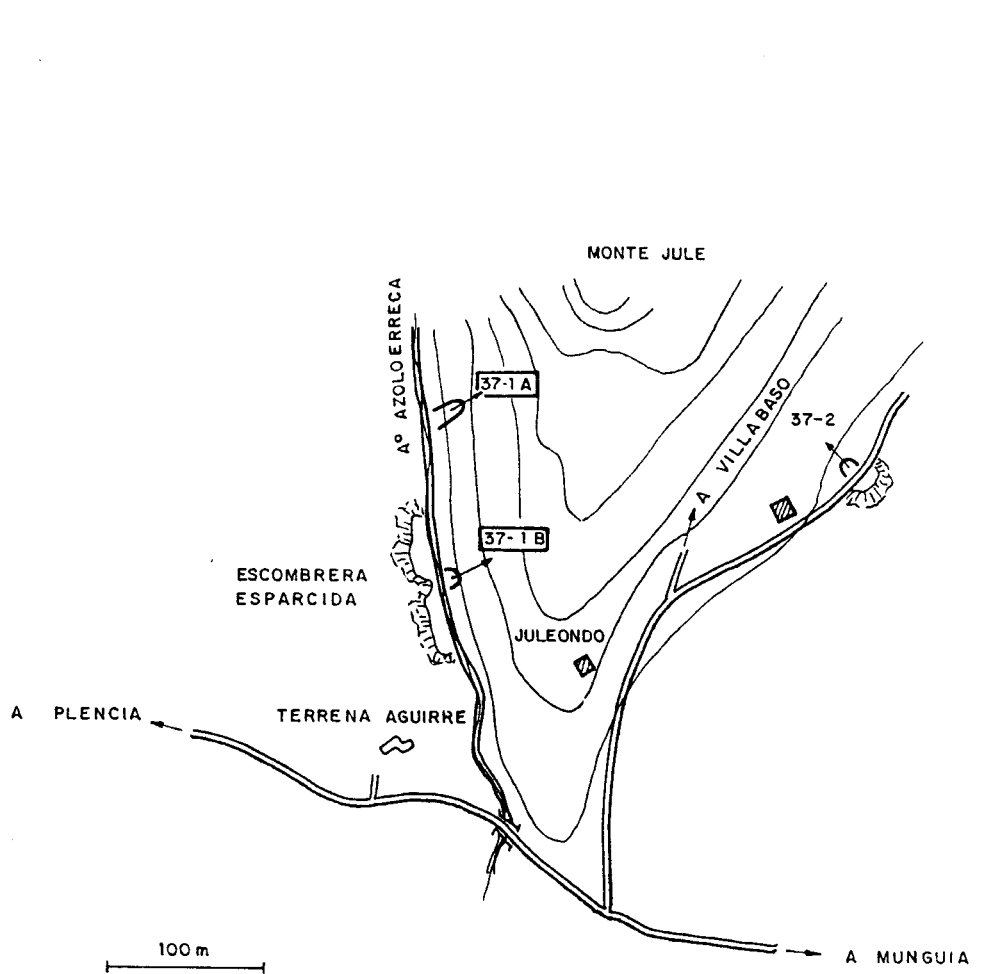 MONTE JULE
Aº AZOLOERRECA
37-1 A
A VILLABASO
37-2
37-1 B
ESCOMBRERA
ESPARCIDA
JULEONDO
A PLENCIA
TERRENA AGUIRRE
100 m
A MUNGUIA